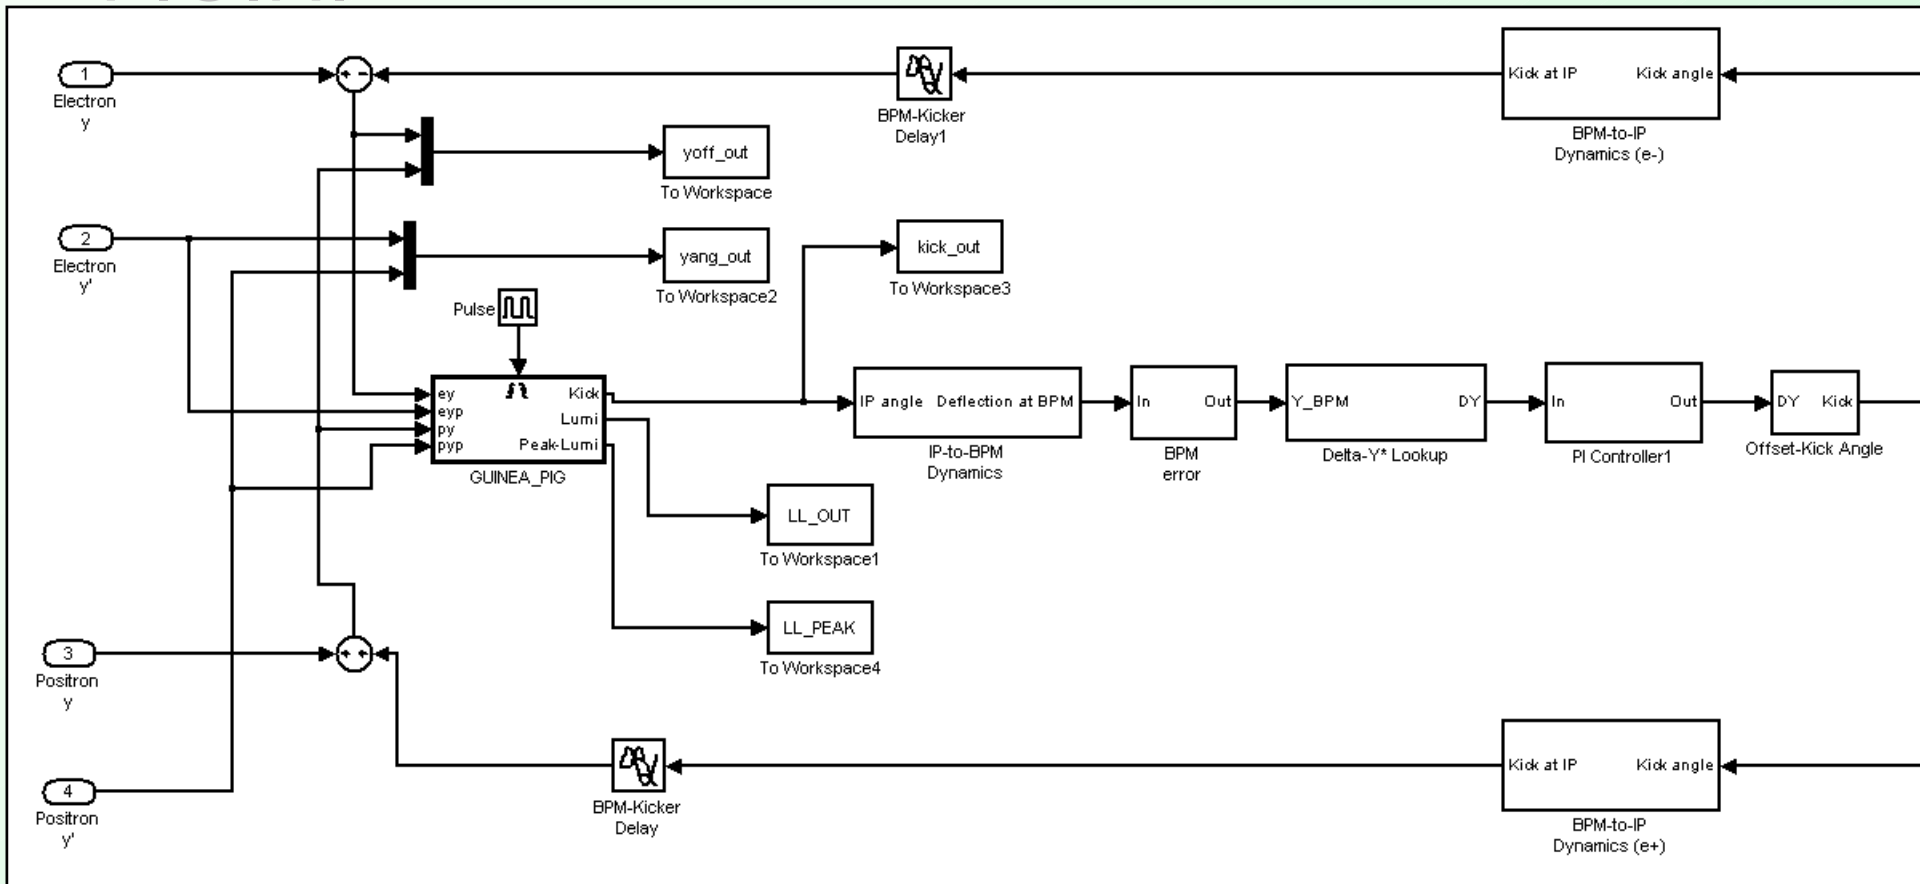 1
Electron
y
+ -
BPM-Kicker
Delay1
Kick at IP Kick angle
BPM-to-IP
Dynamics (e-)
yoff_out
To Workspace
2
Electron
y'
yang_out
To Workspace2
kick_out
To Workspace3
Pulse
ey
eyp
py
pyp
Kick
Lumi
Peak-Lumi
GUINEA_PIG
IP angle Deflection at BPM
IP-to-BPM
Dynamics
In Out
BPM
error
Y_BPM DY
Delta-Y* Lookup
In Out
PI Controller1
DY Kick
Offset-Kick Angle
LL_OUT
To Workspace1
LL_PEAK
To Workspace4
3
Positron
y
+ +
4
Positron
y'
BPM-Kicker
Delay
Kick at IP Kick angle
BPM-to-IP
Dynamics (e+)